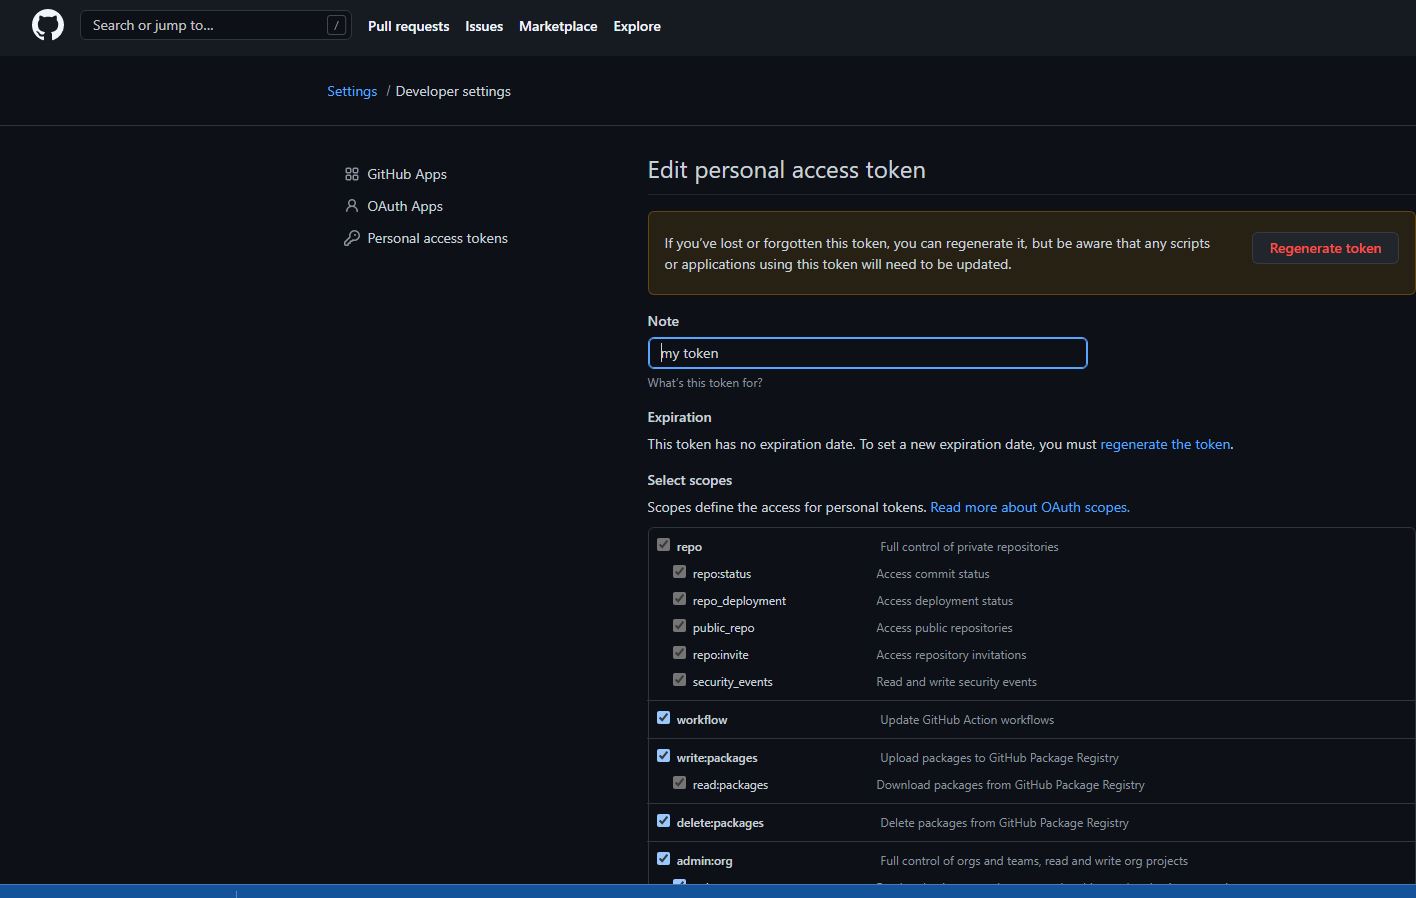 Search or jump to...
/
Pull requests
Issues
Marketplace
Explore
Settings / Developer settings
GitHub Apps
OAuth Apps
Personal access tokens
Edit personal access token
If you’ve lost or forgotten this token, you can regenerate it, but be aware that any scripts
or applications using this token will need to be updated.
Regenerate token
Note
my token
What’s this token for?
Expiration
This token has no expiration date. To set a new expiration date, you must regenerate the token.
Select scopes
Scopes define the access for personal tokens. Read more about OAuth scopes.
repo Full control of private repositories
repo:status Access commit status
repo_deployment Access deployment status
public_repo Access public repositories
repo:invite Access repository invitations
security_events Read and write security events
workflow Update GitHub Action workflows
write:packages Upload packages to GitHub Package Registry
read:packages Download packages from GitHub Package Registry
delete:packages Delete packages from GitHub Package Registry
admin:org Full control of orgs and teams, read and write org projects